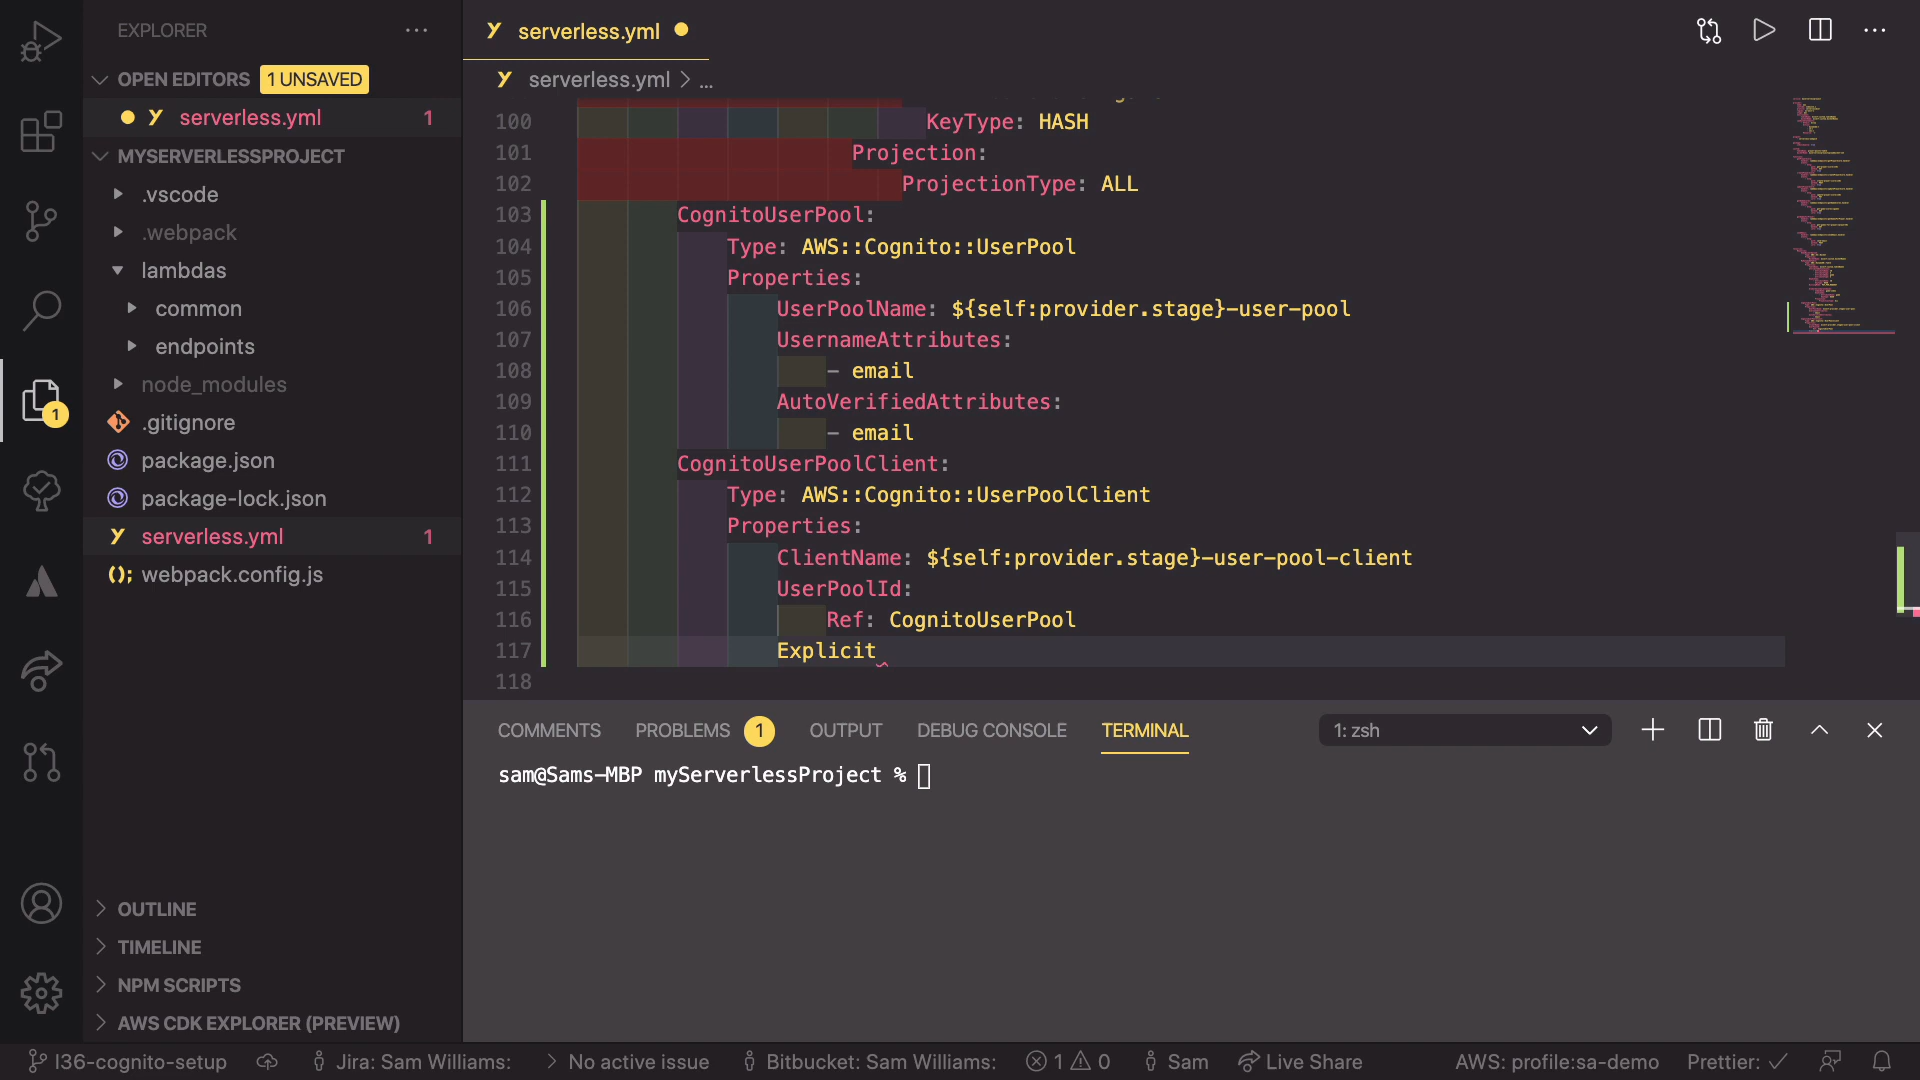 EXPLORER
OPEN EDITORS 1 UNSAVED
serverless.yml 1
MYSERVERLESSPROJECT
.vscode
.webpack
lambdas
common
endpoints
node_modules
.gitignore
package.json
package-lock.json
serverless.yml 1
webpack.config.js
OUTLINE
TIMELINE
NPM SCRIPTS
AWS CDK EXPLORER (PREVIEW)
1
serverless.yml
serverless.yml > ...
100 KeyType: HASH
101 Projection:
102 ProjectionType: ALL
103 CognitoUserPool:
104 Type: AWS::Cognito::UserPool
105 Properties:
106 UserPoolName: ${self:provider.stage}-user-pool
107 UsernameAttributes:
108 - email
109 AutoVerifiedAttributes:
110 - email
111 CognitoUserPoolClient:
112 Type: AWS::Cognito::UserPoolClient
113 Properties:
114 ClientName: ${self:provider.stage}-user-pool-client
115 UserPoolId:
116 Ref: CognitoUserPool
117 Explicit
118
COMMENTS PROBLEMS 1 OUTPUT DEBUG CONSOLE TERMINAL 1: zsh
sam@Sams-MBP myServerlessProject %
I36-cognito-setup Jira: Sam Williams: No active issue Bitbucket: Sam Williams: 1 0 Sam Live Share AWS: profile:sa-demo Prettier: ✓